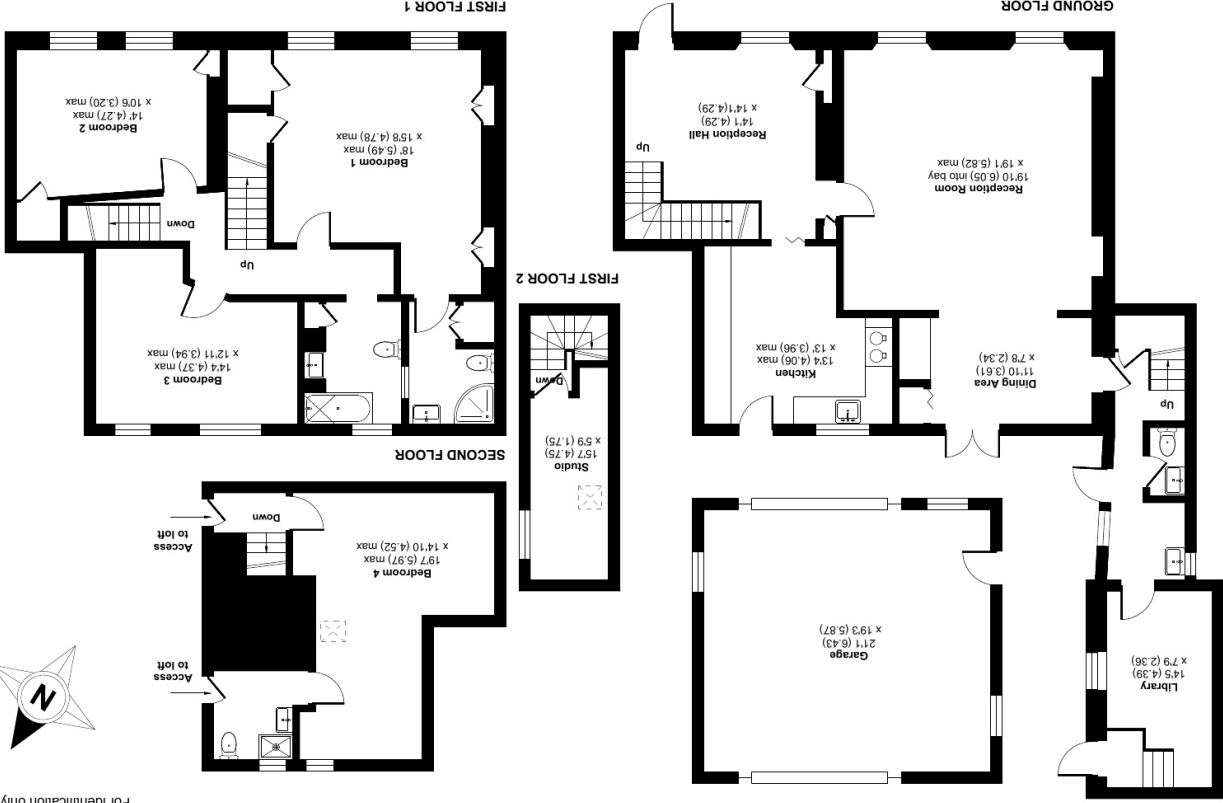 For identification only
Library
14'5 (4.39)
x 7'9 (2.36)
Garage
21'1 (6.43)
x 19'3 (5.87)
Up
Dining Area
11'10 (3.61)
x 7'8 (2.34)
Kitchen
13'4 (4.06) max
x 13' (3.96) max
Reception Room
19'10 (6.05) into bay
x 19'1 (5.82) max
Up
Reception Hall
14'1 (4.29)
x 14'1(4.29)
GROUND FLOOR
Studio
15'7 (4.75)
x 5'9 (1.75)
Down
FIRST FLOOR 2
N
Access
to loft
Bedroom 4
19'7 (5.97) max
x 14'10 (4.52) max
Access
to loft
Down
SECOND FLOOR
Bedroom 3
14'4 (4.37) max
x 12'11 (3.94) max
Up
Down
Bedroom 1
18' (5.49) max
x 15'8 (4.78) max
Bedroom 2
14' (4.27) max
x 10'6 (3.20) max
FIRST FLOOR 1